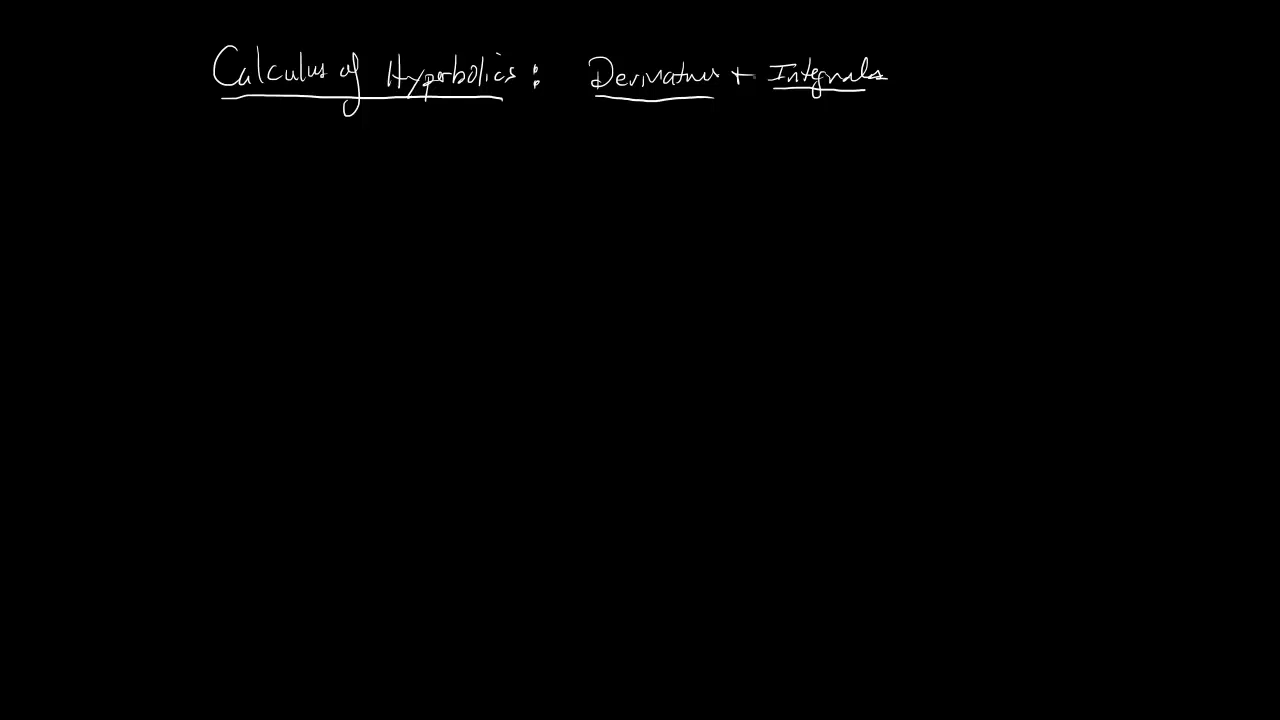 Calculus of Hyperbolics: Derivatives + Integrals